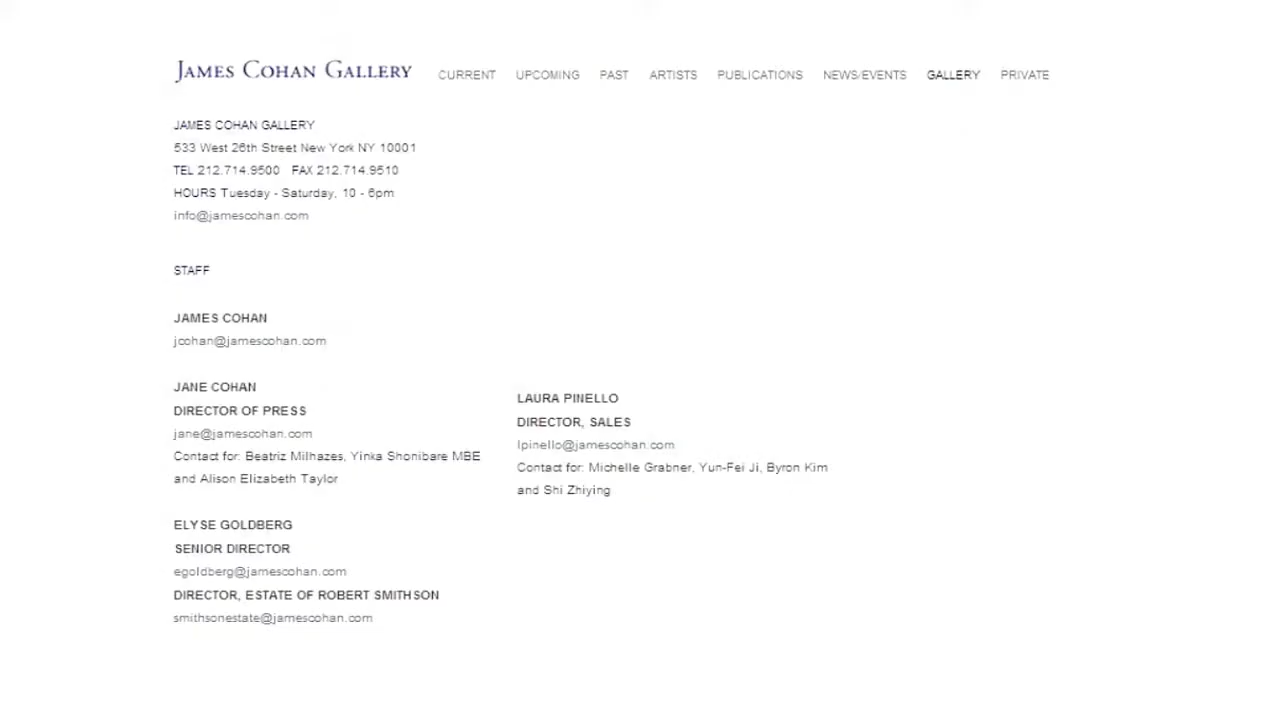 JAMES COHAN GALLERY
CURRENT UPCOMING PAST ARTISTS PUBLICATIONS NEWS/EVENTS GALLERY PRIVATE
JAMES COHAN GALLERY
533 West 26th Street New York NY 10001
TEL 212.714.9500 FAX 212.714.9510
HOURS Tuesday - Saturday, 10 - 6pm
info@jamescohan.com
STAFF
JAMES COHAN
jcohan@jamescohan.com
JANE COHAN
DIRECTOR OF PRESS
jane@jamescohan.com
Contact for: Beatriz Milhazes, Yinka Shonibare MBE
and Alison Elizabeth Taylor
ELYSE GOLDBERG
SENIOR DIRECTOR
egoldberg@jamescohan.com
DIRECTOR, ESTATE OF ROBERT SMITHSON
smithsonestate@jamescohan.com
LAURA PINELLO
DIRECTOR, SALES
lpinello@jamescohan.com
Contact for: Michelle Grabner, Yun-Fei Ji, Byron Kim
and Shi Zhiying